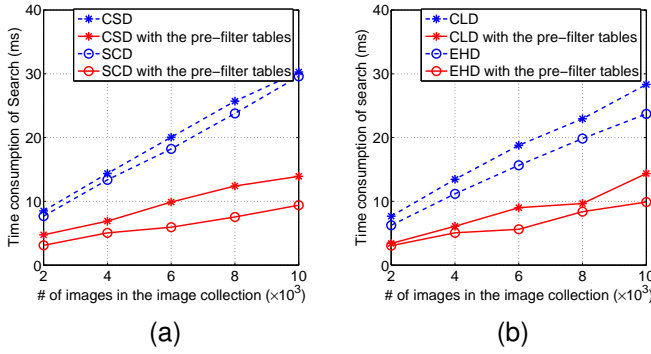 40
30
20
10
0
2
4
6
8
10
Time consumption of Search (ms)
# of images in the image collection (×10³)
CSD
CSD with the pre−filter tables
SCD
SCD with the pre−filter tables
(a)
40
30
20
10
0
2
4
6
8
10
Time consumption of search (ms)
# of images in the image collection (×10³)
CLD
CLD with the pre−filter tables
EHD
EHD with the pre−filter tables
(b)